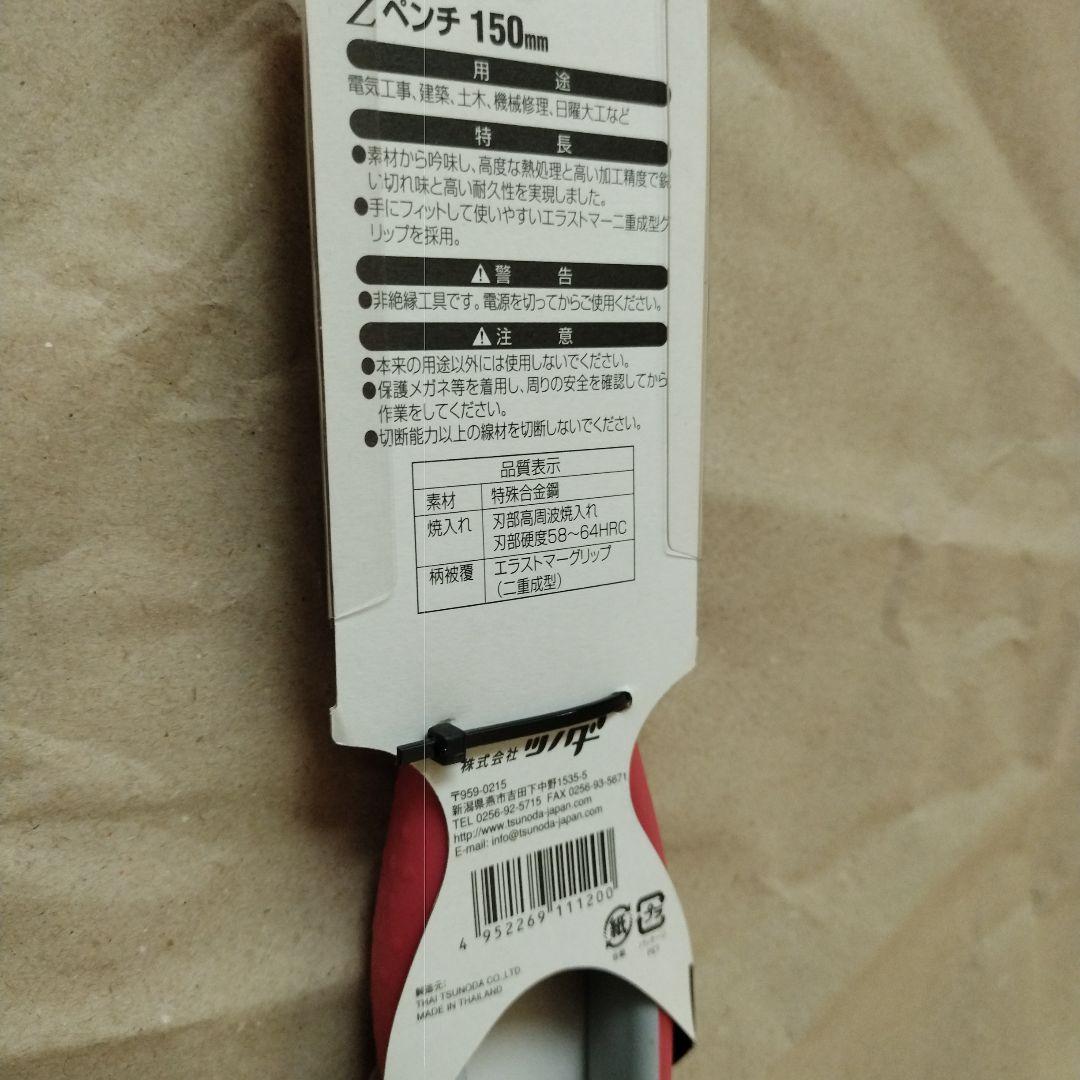 ペンチ 150mm
用 途
電気工事、建築、土木、機械修理、日曜大工など
特 長
●素材から吟味し、高度な熱処理と高い加工精度で鋭
い切れ味と高い耐久性を実現しました。
●手にフィットして使いやすいエラストマー二重成型グ
リップを採用。
警 告
●非絶縁工具です。電源を切ってからご使用ください。
注 意
●本来の用途以外には使用しないでください。
●保護メガネ等を着用し、周りの安全を確認してから
作業をしてください。
●切断能力以上の線材を切断しないでください。
品質表示
素材 特殊合金鋼
焼入れ 刃部高周波焼入れ
刃部硬度58～64HRC
柄被覆 エラストマーグリップ
(二重成型)
株式会社 ツノダ
〒959-0215
新潟県燕市吉田下中野1535-5
TEL 0256-92-5715 FAX 0256-93-5671
http://www.tsunoda-japan.com
E-mail: info@tsunoda-japan.com
4 952269 111200
紙 プラ
台紙
製造元:
THAI TSUNODA CO.,LTD.
MADE IN THAILAND